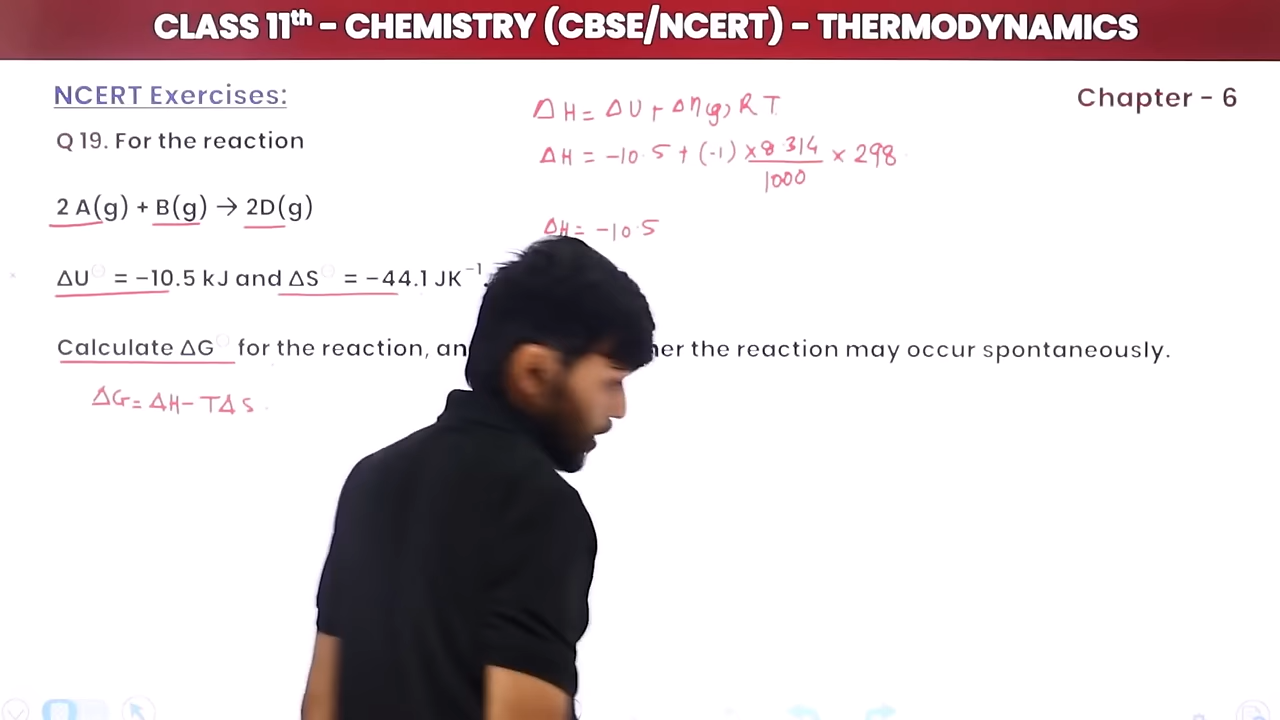 CLASS 11th - CHEMISTRY (CBSE/NCERT) - THERMODYNAMICS
NCERT Exercises:
Chapter - 6
Q 19. For the reaction
2 A(g) + B(g) → 2D(g)
ΔU = -10.5 kJ and ΔS = -44.1 JK⁻¹
Calculate ΔG for the reaction, the reaction may occur spontaneously.
ΔG = ΔH - TΔS
ΔH = ΔU + Δn(g) RT
ΔH = -10.5 + (-1) × 8.314/1000 × 298
ΔH = -10.5